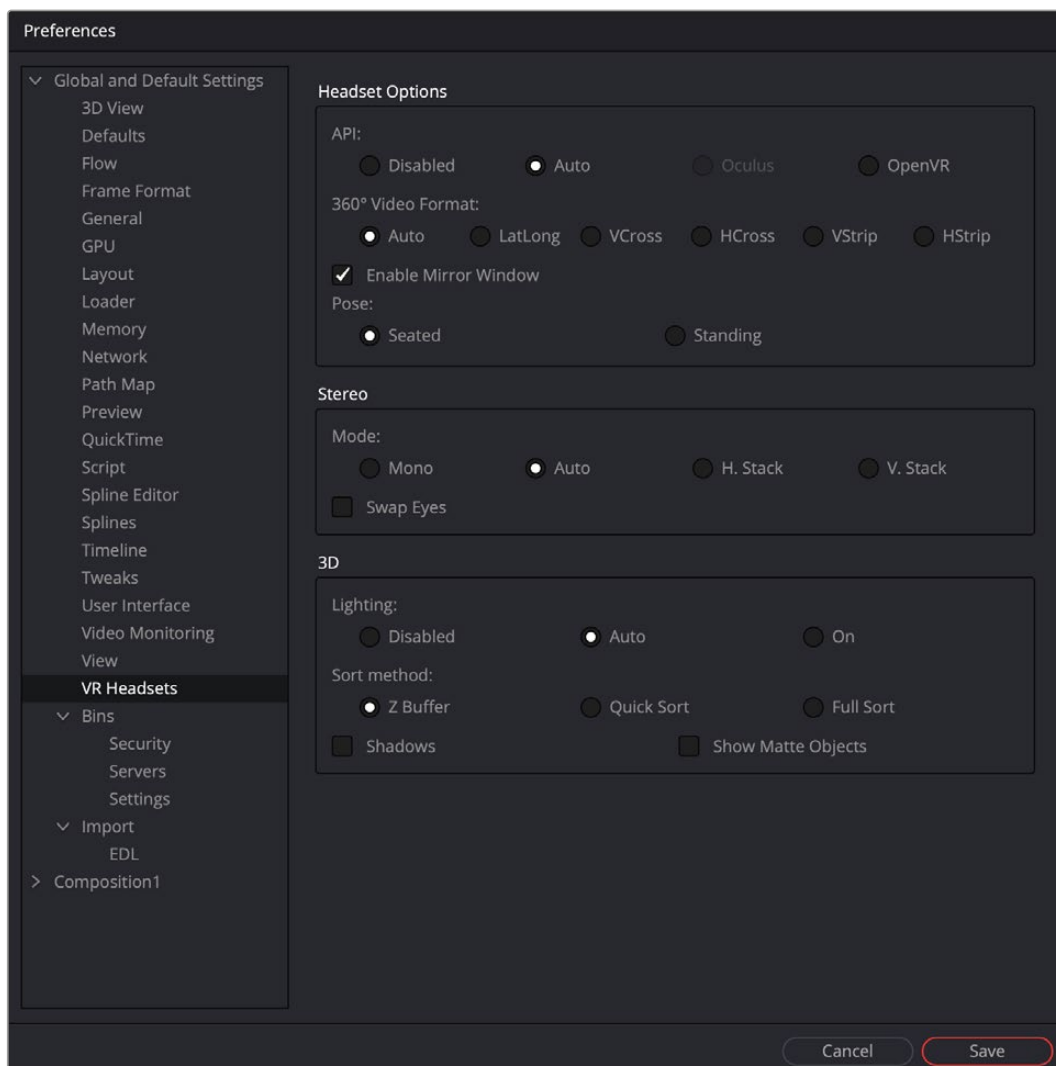 Preferences
Global and Default Settings
3D View
Defaults
Flow
Frame Format
General
GPU
Layout
Loader
Memory
Network
Path Map
Preview
QuickTime
Script
Spline Editor
Splines
Timeline
Tweaks
User Interface
Video Monitoring
View
VR Headsets
Bins
Security
Servers
Settings
Import
EDL
Composition1
Headset Options
API:
Disabled Auto Oculus OpenVR
360° Video Format:
Auto LatLong VCross HCross VStrip HStrip
Enable Mirror Window
Pose:
Seated Standing
Stereo
Mode:
Mono Auto H. Stack V. Stack
Swap Eyes
3D
Lighting:
Disabled Auto On
Sort method:
Z Buffer Quick Sort Full Sort
Shadows Show Matte Objects
Cancel Save